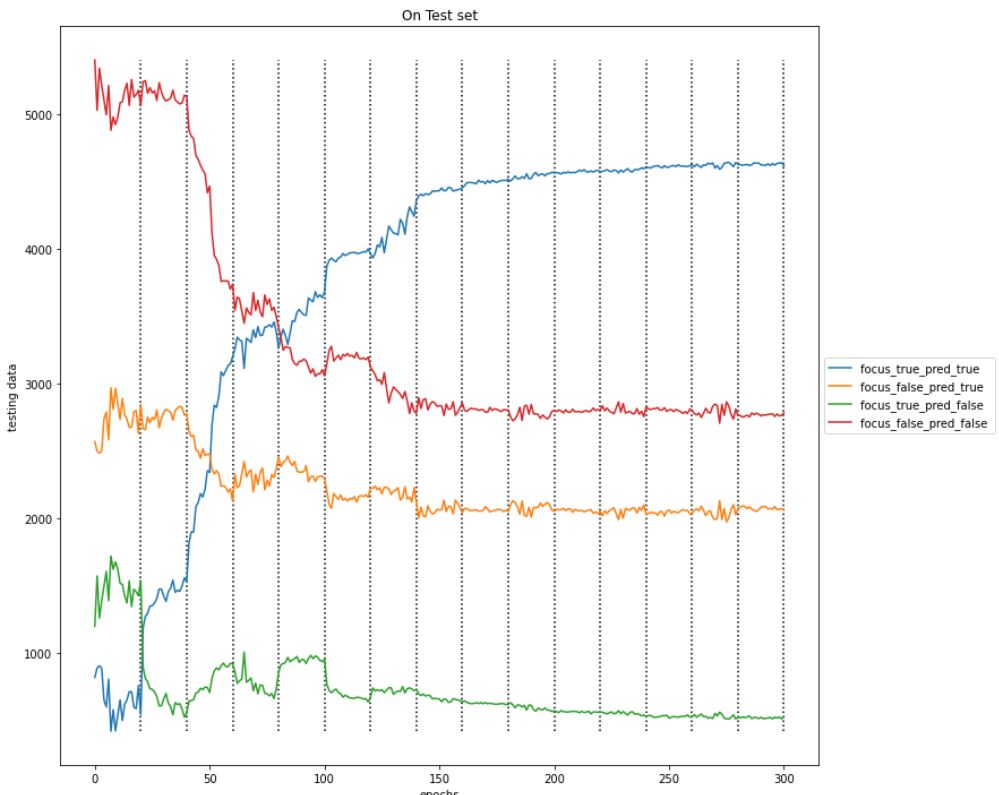 On Test set
testing data
5000
4000
3000
2000
1000
0 50 100 150 200 250 300
epochs
focus_true_pred_true
focus_false_pred_true
focus_true_pred_false
focus_false_pred_false